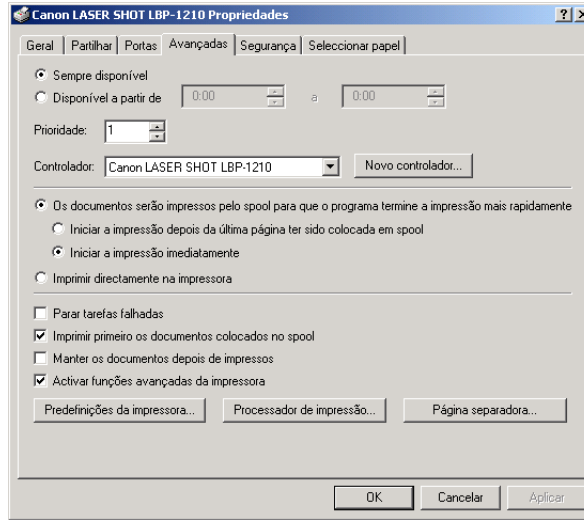 Canon LASER SHOT LBP-1210 Propriedades
Geral Partilhar Portas Avançadas Segurança Seleccionar papel
Sempre disponível
Disponível a partir de 0:00 a 0:00
Prioridade: 1
Controlador: Canon LASER SHOT LBP-1210 Novo controlador...
Os documentos serão impressos pelo spool para que o programa termine a impressão mais rapidamente
Iniciar a impressão depois da última página ter sido colocada em spool
Iniciar a impressão imediatamente
Imprimir directamente na impressora
Parar tarefas falhadas
Imprimir primeiro os documentos colocados no spool
Manter os documentos depois de impressos
Activar funções avançadas da impressora
Predefinições da impressora... Processador de impressão... Página separadora...
OK Cancelar Aplicar